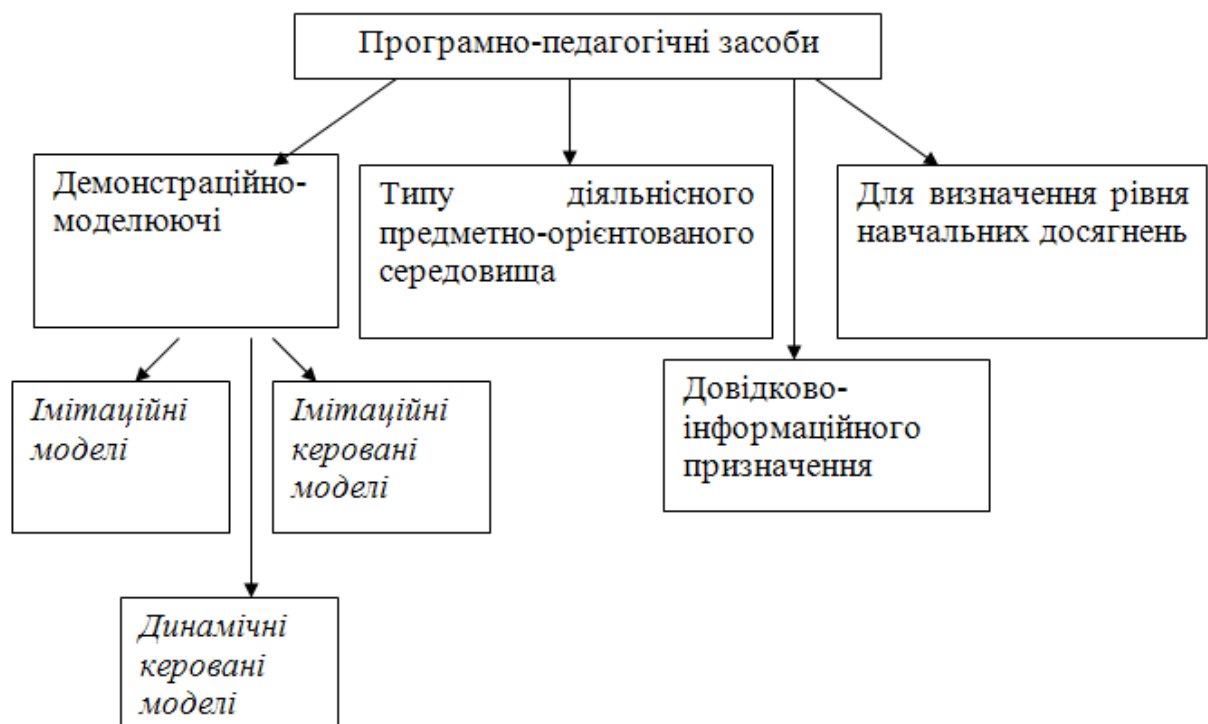 Програмно-педагогічні засоби
Демонстраційно-
моделюючі
Типу діяльнісного
предметно-орієнтованого
середовища
Для визначення рівня
навчальних досягнень
Імітаційні
моделі
Імітаційні
керовані
моделі
Довідково-
інформаційного
призначення
Динамічні
керовані
моделі